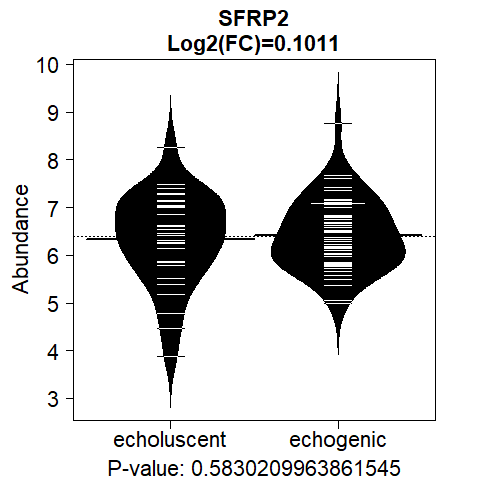 SFRP2
Log2(FC)=0.1011
Abundance
10
9
8
7
6
5
4
3
echoluscent echogenic
P-value: 0.5830209963861545